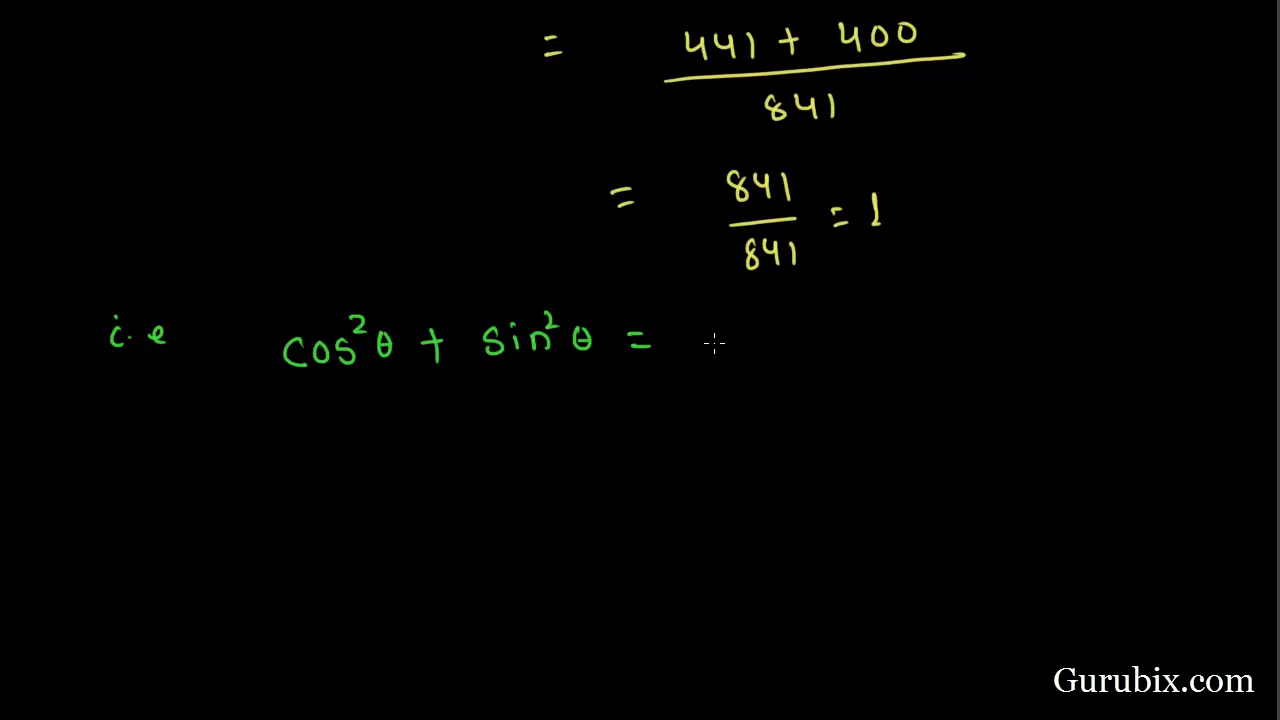 = 441 + 400
841
= 841
841 = 1
i.e cos²θ + sin²θ =
Gurubix.com